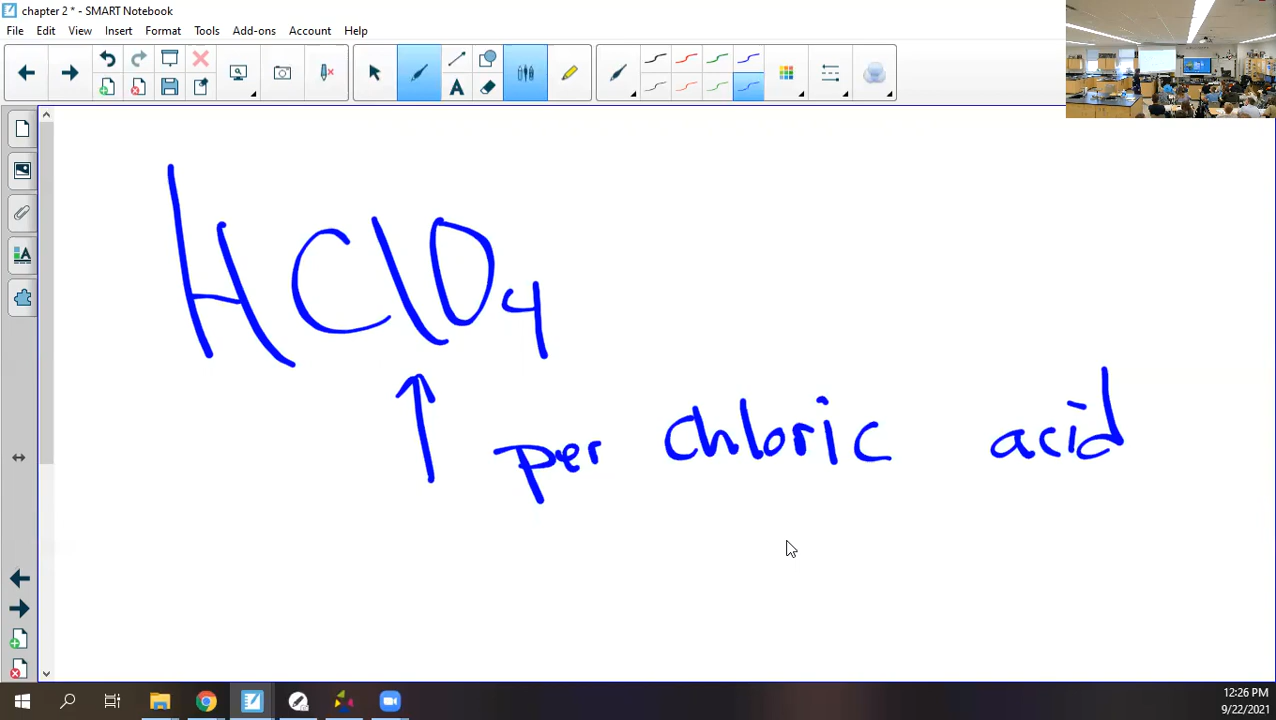 chapter 2 * - SMART Notebook
File Edit View Insert Format Tools Add-ons Account Help
HClO4
per chloric acid
12:26 PM
9/22/2021